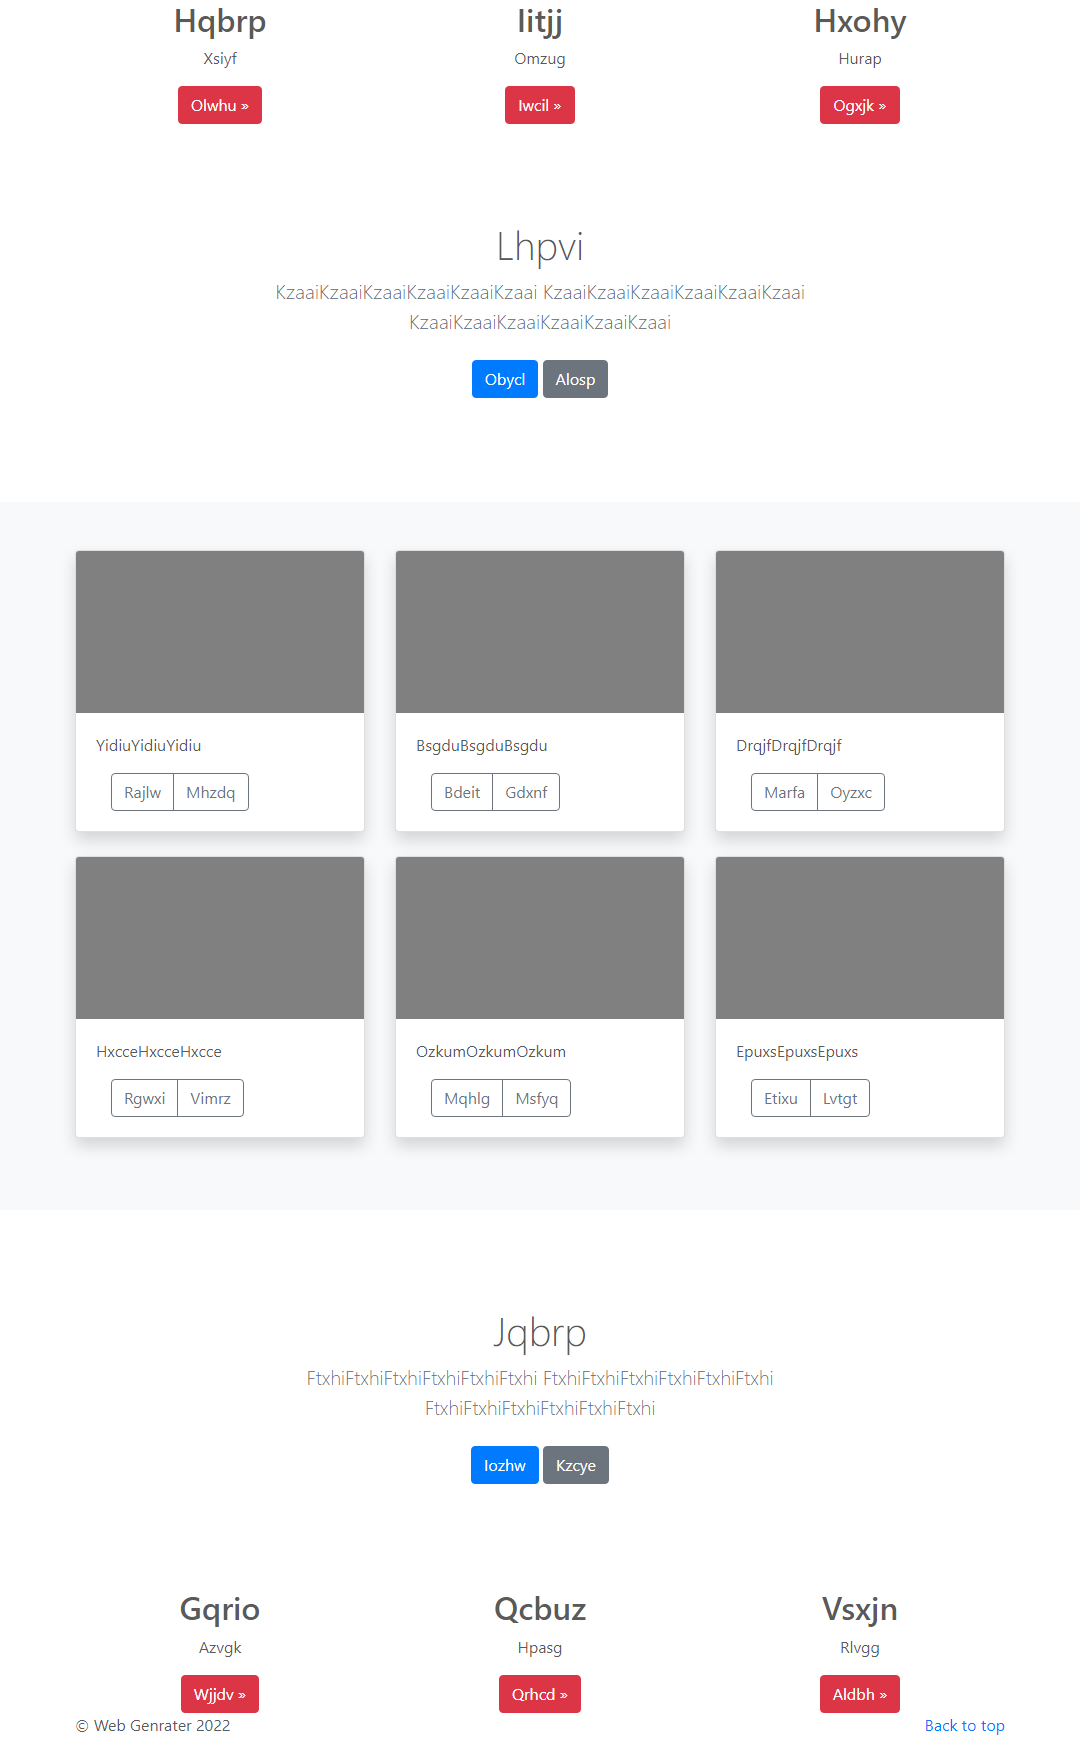 Hqbrp
Xsiyf
Olwhu »
Iitjj
Omzug
Iwcil »
Hxohy
Hurap
Ogxjk »
Lhpvi
KzaaiKzaaiKzaaiKzaaiKzaaiKzaai KzaaiKzaaiKzaaiKzaaiKzaaiKzaai
KzaaiKzaaiKzaaiKzaaiKzaaiKzaai
Obycl Alosp
YidiuYidiuYidiu
Rajlw Mhzdq
BsgduBsgduBsgdu
Bdeit Gdxnf
DrqjfDrqjfDrqjf
Marfa Oyzxc
HxcceHxcceHxcce
Rgwxi Vimrz
OzkumOzkumOzkum
Mqhlg Msfyq
EpuxsEpuxsEpuxs
Etixu Lvtgt
Jqbrp
FtxhiFtxhiFtxhiFtxhiFtxhiFtxhi FtxhiFtxhiFtxhiFtxhiFtxhiFtxhi
FtxhiFtxhiFtxhiFtxhiFtxhiFtxhi
Iozhw Kzcye
Gqrio
Azvgk
Wjjdv »
Qcbuz
Hpasg
Qrhcd »
Vsxjn
Rlvgg
Aldbh »
© Web Genrater 2022
Back to top